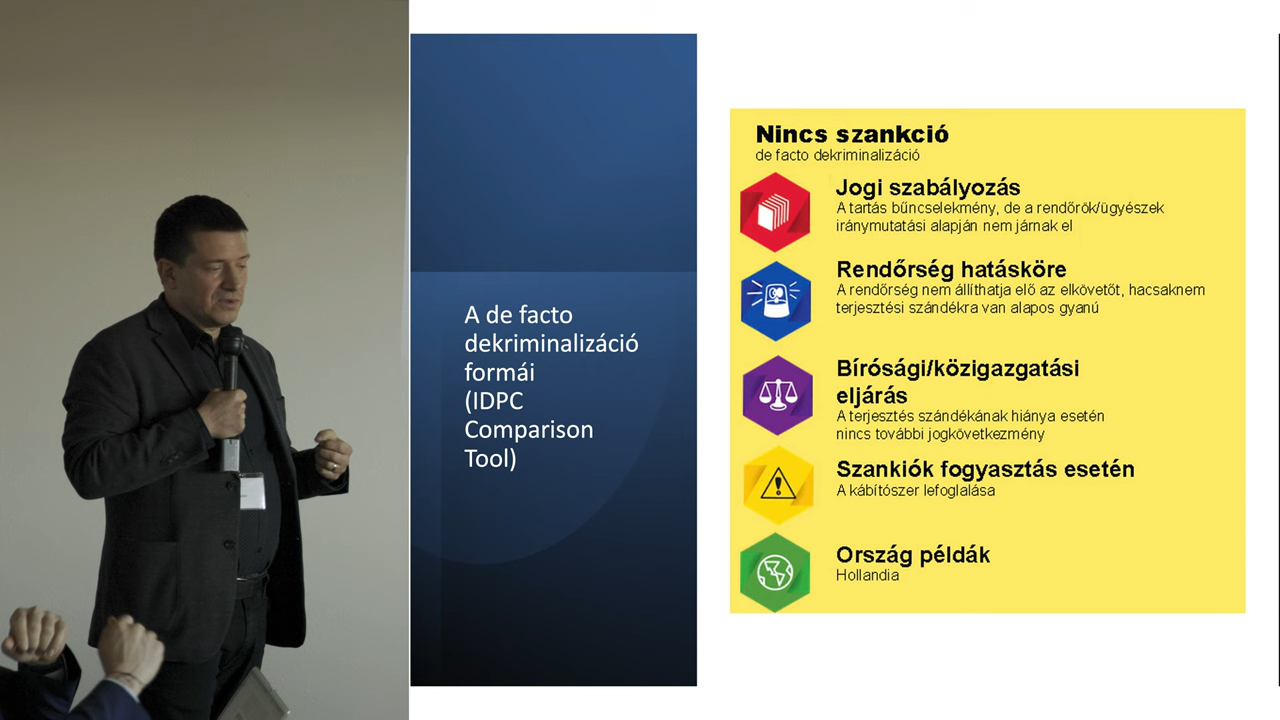 A de facto
dekriminalizáció
formái
(IDPC
Comparison
Tool)
Nincs szankció
de facto dekriminalizáció
Jogi szabályozás
A tartás bűncselekmény, de a rendőrök/ügyészek
iránymutatási alapján nem járnak el
Rendőrség hatásköre
A rendőrség nem állíthatja elő az elkövetőt, hacsaknem
terjesztési szándékra van alapos gyanú
Bírósági/közigazgatási
eljárás
A terjesztés szándékának hiánya esetén
nincs további jogkövetkezmény
Szankiók fogyasztás esetén
A kábítószer lefoglalása
Ország példák
Hollandia